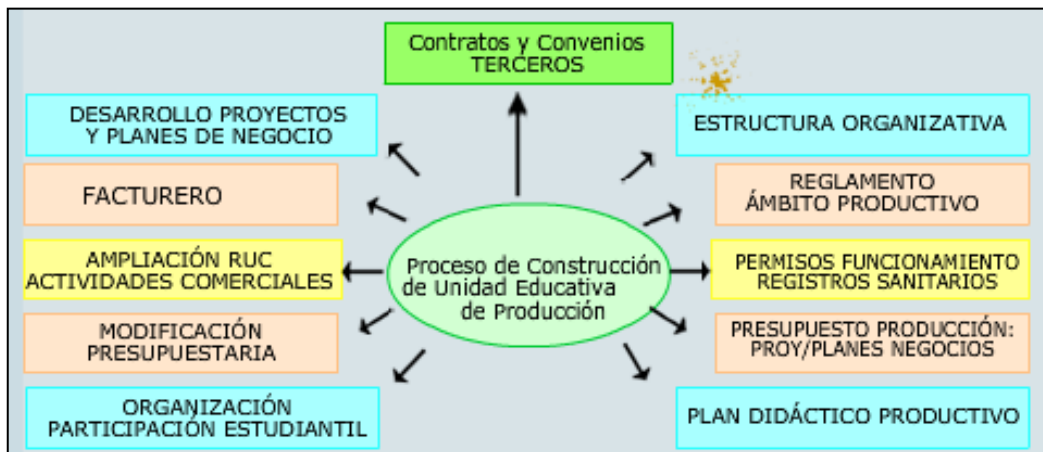 Contratos y Convenios
TERCEROS
DESARROLLO PROYECTOS
Y PLANES DE NEGOCIO
ESTRUCTURA ORGANIZATIVA
FACTURERO
REGLAMENTO
ÁMBITO PRODUCTIVO
AMPLIACIÓN RUC
ACTIVIDADES COMERCIALES
Proceso de Construcción
de Unidad Educativa
de Producción
PERMISOS FUNCIONAMIENTO
REGISTROS SANITARIOS
MODIFICACIÓN
PRESUPUESTARIA
PRESUPUESTO PRODUCCIÓN:
PROY/PLANES NEGOCIOS
ORGANIZACIÓN
PARTICIPACIÓN ESTUDIANTIL
PLAN DIDÁCTICO PRODUCTIVO